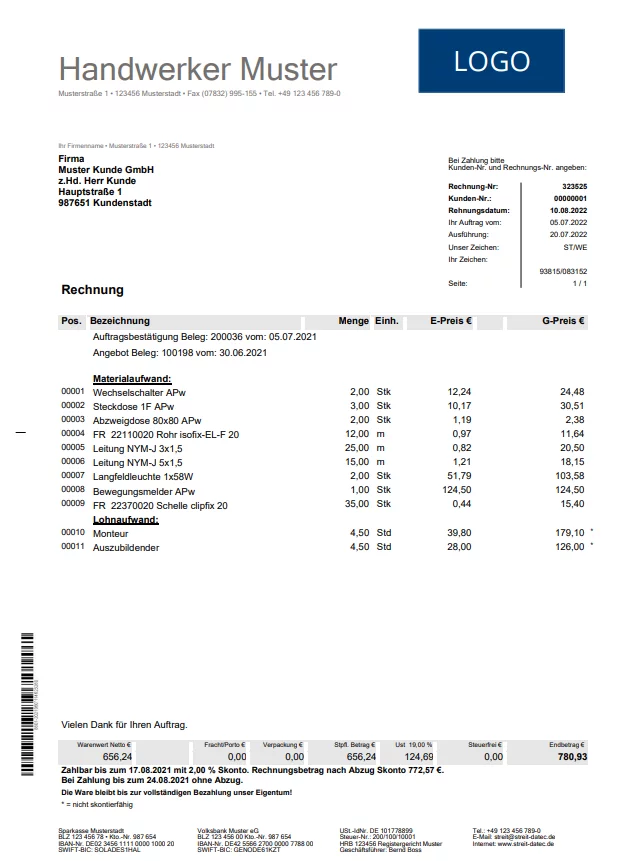 Handwerker Muster
LOGO
Musterstraße 1 • 123456 Musterstadt • Fax (07832) 995-155 • Tel. +49 123 456 789-0
Ihr Firmenname • Musterstraße 1 • 123456 Musterstadt
Firma
Muster Kunde GmbH
z.Hd. Herr Kunde
Hauptstraße 1
987651 Kundenstadt
Bei Zahlung bitte
Kunden-Nr. und Rechnungs-Nr. angeben:
Rechnung-Nr: 323525
Kunden-Nr.: 00000001
Rehnungsdatum: 10.08.2022
Ihr Auftrag vom: 05.07.2022
Ausführung: 20.07.2022
Unser Zeichen: ST/WE
Ihr Zeichen:
93815/083152
Seite: 1 / 1
Rechnung
Pos. Bezeichnung Menge Einh. E-Preis € G-Preis €
Auftragsbestätigung Beleg: 200036 vom: 05.07.2021
Angebot Beleg: 100198 vom: 30.06.2021
Materialaufwand:
00001 Wechselschalter APw 2,00 Stk 12,24 24,48
00002 Steckdose 1F APw 3,00 Stk 10,17 30,51
00003 Abzweigdose 80x80 APw 2,00 Stk 1,19 2,38
00004 FR 22110020 Rohr isofix-EL-F 20 12,00 m 0,97 11,64
00005 Leitung NYM-J 3x1,5 25,00 m 0,82 20,50
00006 Leitung NYM-J 5x1,5 15,00 m 1,21 18,15
00007 Langfeldleuchte 1x58W 2,00 Stk 51,79 103,58
00008 Bewegungsmelder APw 1,00 Stk 124,50 124,50
00009 FR 22370020 Schelle clipfix 20 35,00 Stk 0,44 15,40
Lohnaufwand:
00010 Monteur 4,50 Std 39,80 179,10 *
00011 Auszubildender 4,50 Std 28,00 126,00 *
Vielen Dank für Ihren Auftrag.
Warenwert Netto € Fracht/Porto € Verpackung € Stpfl. Betrag € Ust 19,00 % Steuerfrei € Endbetrag €
656,24 0,00 0,00 656,24 124,69 0,00 780,93
Zahlbar bis zum 17.08.2021 mit 2,00 % Skonto. Rechnungsbetrag nach Abzug Skonto 772,57 €.
Bei Zahlung bis zum 24.08.2021 ohne Abzug.
Die Ware bleibt bis zur vollständigen Bezahlung unser Eigentum!
* = nicht skontierfähig
Sparkasse Musterstadt
BLZ 123 456 78 • Kto.-Nr. 987 654
IBAN-Nr. DE02 3456 1111 0000 1000 20
SWIFT-BIC: SOLADES1HAL
Volksbank Muster eG
BLZ 123 456 00 Kto.-Nr. 987 654
IBAN-Nr. DE42 5566 2700 0000 7788 00
SWIFT-BIC: GENODE61KZT
USt.-IdNr. DE 101778899
Steuer-Nr.: 200/100/10001
HRB 123456 Registergericht Muster
Geschäftsführer: Bernd Boss
Tel.: +49 123 456 789-0
E-Mail: streit@streit-datec.de
Internet: www.streit-datec.de